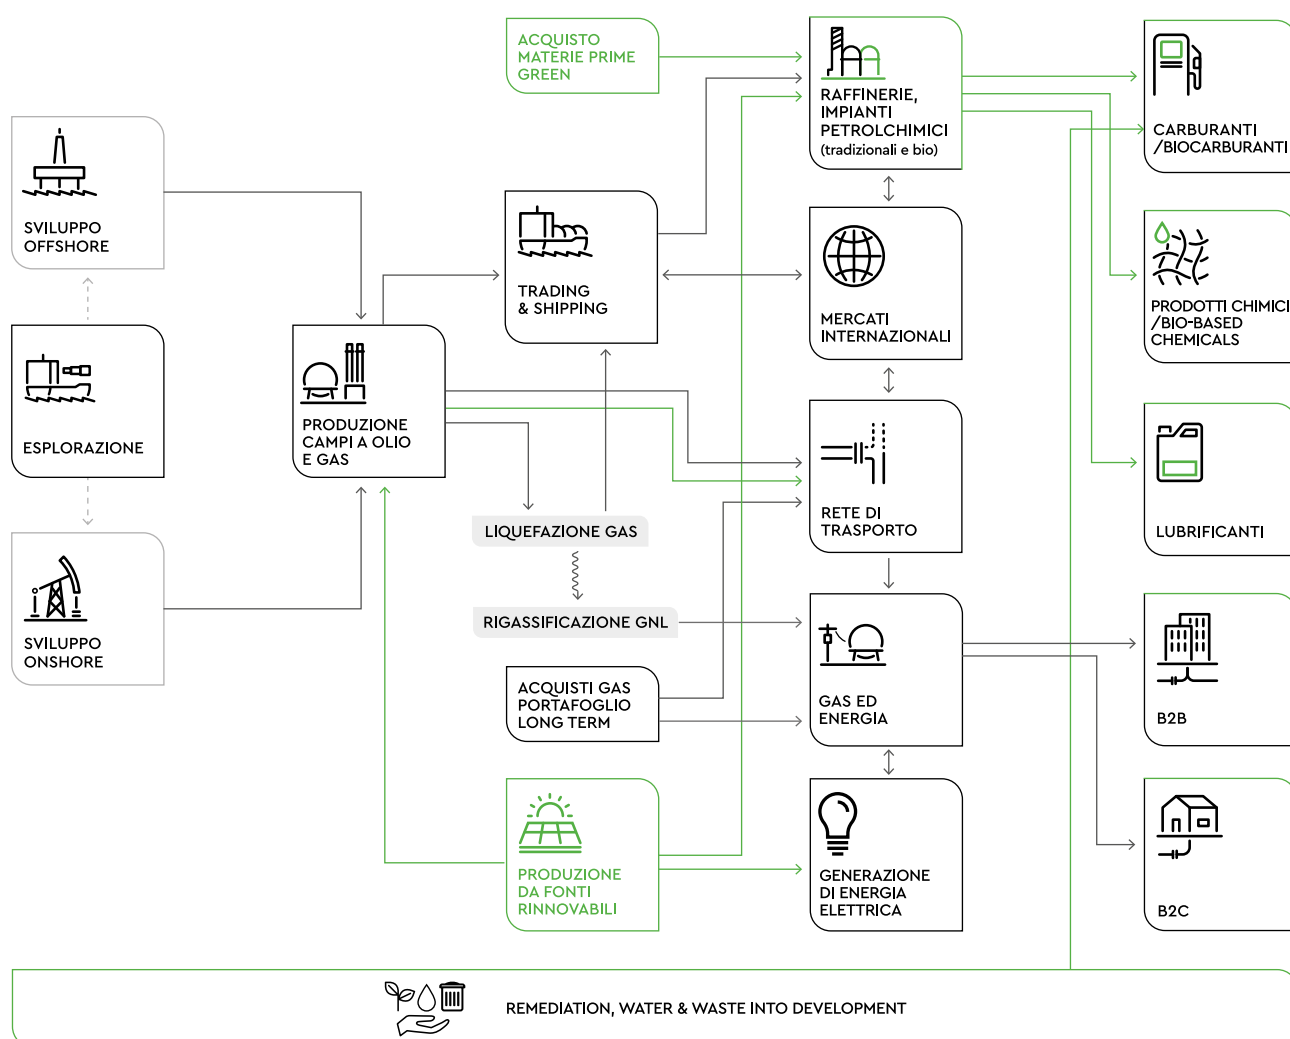 ACQUISTO
MATERIE PRIME
GREEN
RAFFINERIE,
IMPIANTI
PETROLCHIMICI
(tradizionali e bio)
CARBURANTI
/BIOCARBURANTI
SVILUPPO
OFFSHORE
TRADING
& SHIPPING
MERCATI
INTERNAZIONALI
PRODOTTI CHIMICI
/BIO-BASED
CHEMICALS
ESPLORAZIONE
PRODUZIONE
CAMPI A OLIO
E GAS
RETE DI
TRASPORTO
LUBRIFICANTI
LIQUEFAZIONE GAS
RIGASSIFICAZIONE GNL
SVILUPPO
ONSHORE
ACQUISTI GAS
PORTAFOGLIO
LONG TERM
GAS ED
ENERGIA
B2B
PRODUZIONE
DA FONTI
RINNOVABILI
GENERAZIONE
DI ENERGIA
ELETTRICA
B2C
REMEDIATION, WATER & WASTE INTO DEVELOPMENT